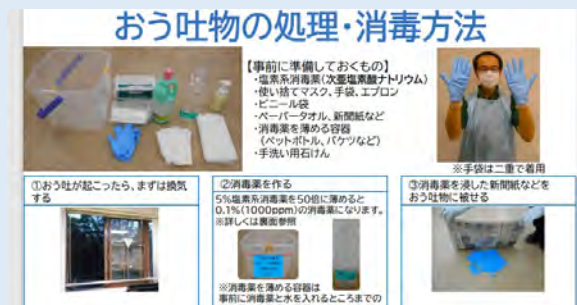 おう吐物の処理・消毒方法
【事前に準備しておくもの】
・塩素系消毒薬(次亜塩素酸ナトリウム)
・使い捨てマスク、手袋、エプロン
・ビニール袋
・ペーパータオル、新聞紙など
・消毒薬を薄める容器
(ペットボトル、バケツなど)
・手洗い用石けん
※手袋は二重で着用
①おう吐が起こったら、まずは換気
する
②消毒薬を作る
5%塩素系消毒薬を50倍に薄めると
0.1%(1000ppm)の消毒薬になります。
※詳しくは裏面参照
※消毒薬を薄める容器は
事前に消毒薬と水を入れるところまでの
③消毒薬を浸した新聞紙などを
おう吐物に被せる